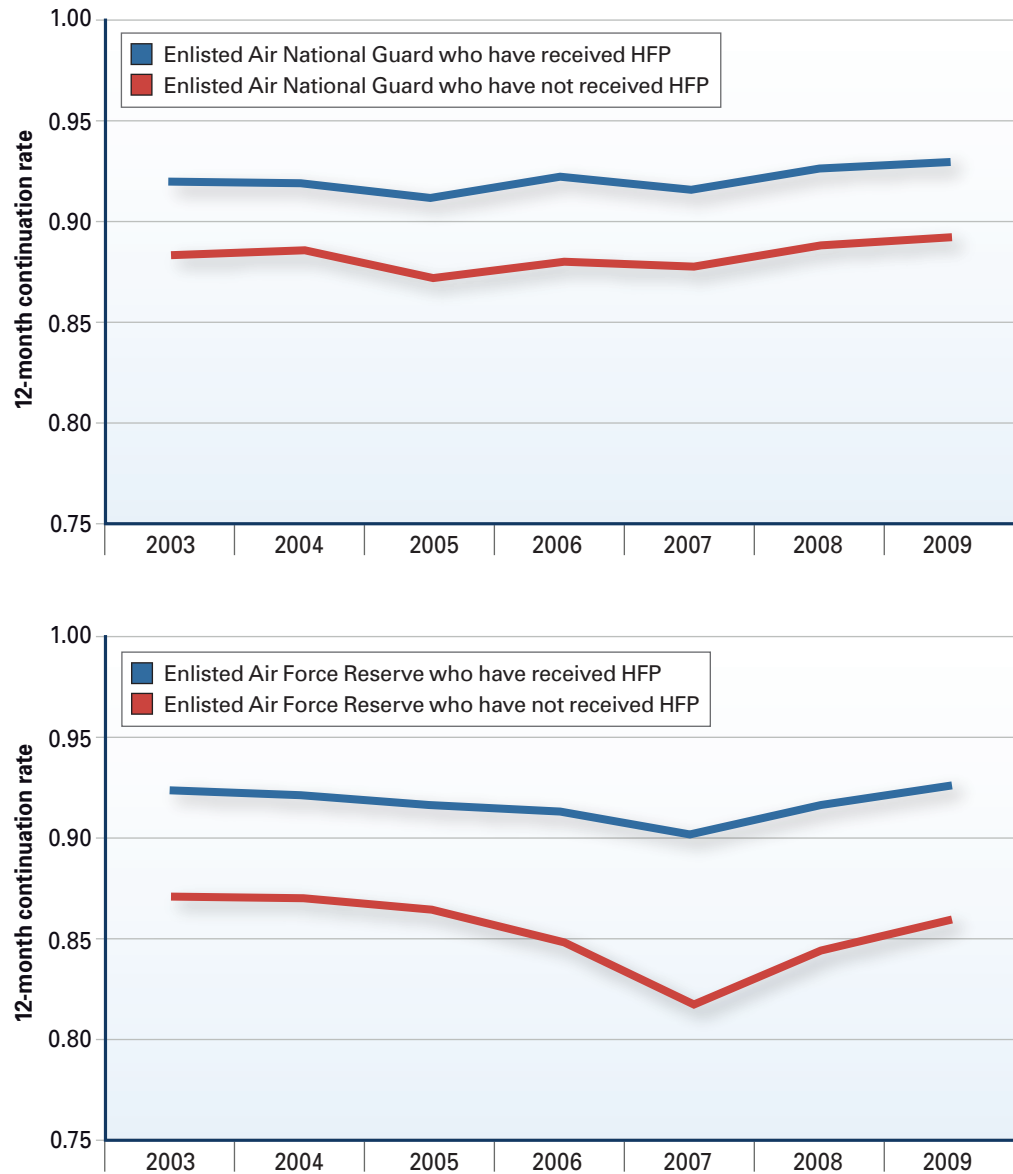 1.00
Enlisted Air National Guard who have received HFP
Enlisted Air National Guard who have not received HFP
0.95
0.90
0.85
0.80
0.75
12-month continuation rate
2003 2004 2005 2006 2007 2008 2009
1.00
Enlisted Air Force Reserve who have received HFP
Enlisted Air Force Reserve who have not received HFP
0.95
0.90
0.85
0.80
0.75
12-month continuation rate
2003 2004 2005 2006 2007 2008 2009